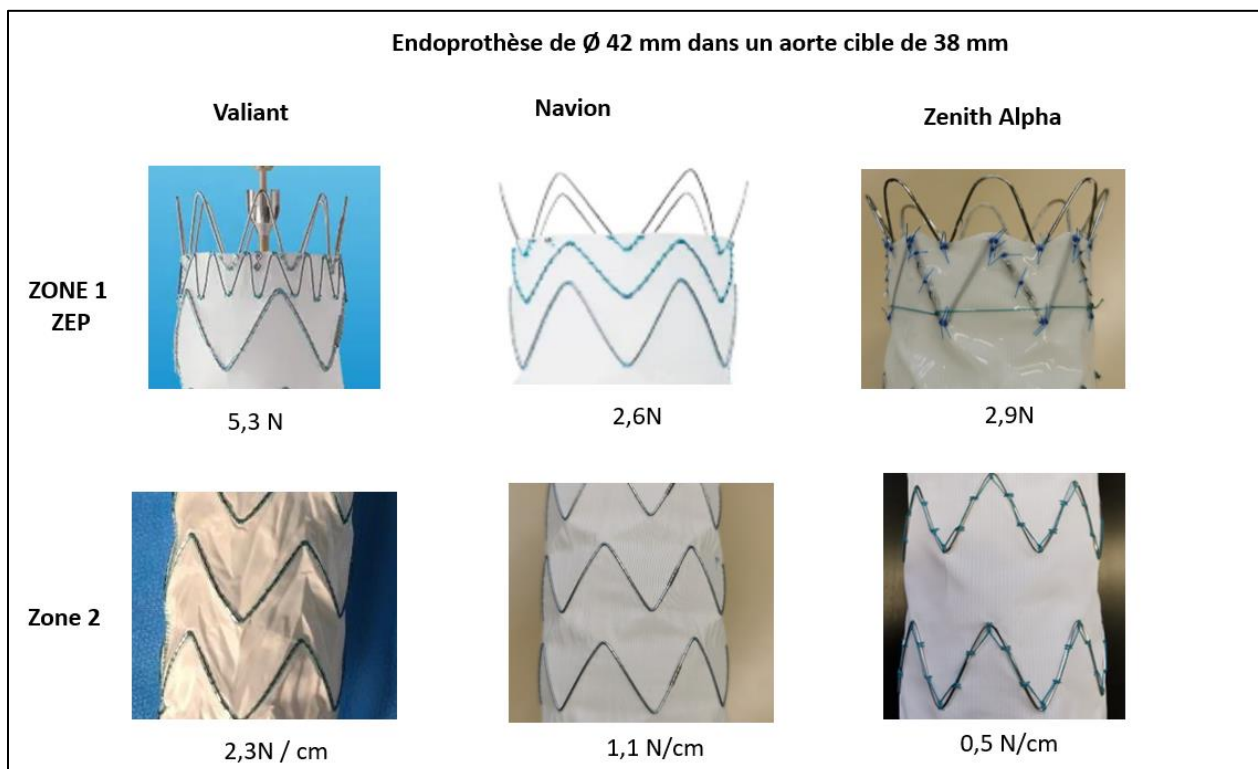 Endoprothèse de Ø 42 mm dans un aorte cible de 38 mm
Valiant
Navion
Zenith Alpha
ZONE 1
ZEP
5,3 N
2,6N
2,9N
Zone 2
2,3N / cm
1,1 N/cm
0,5 N/cm